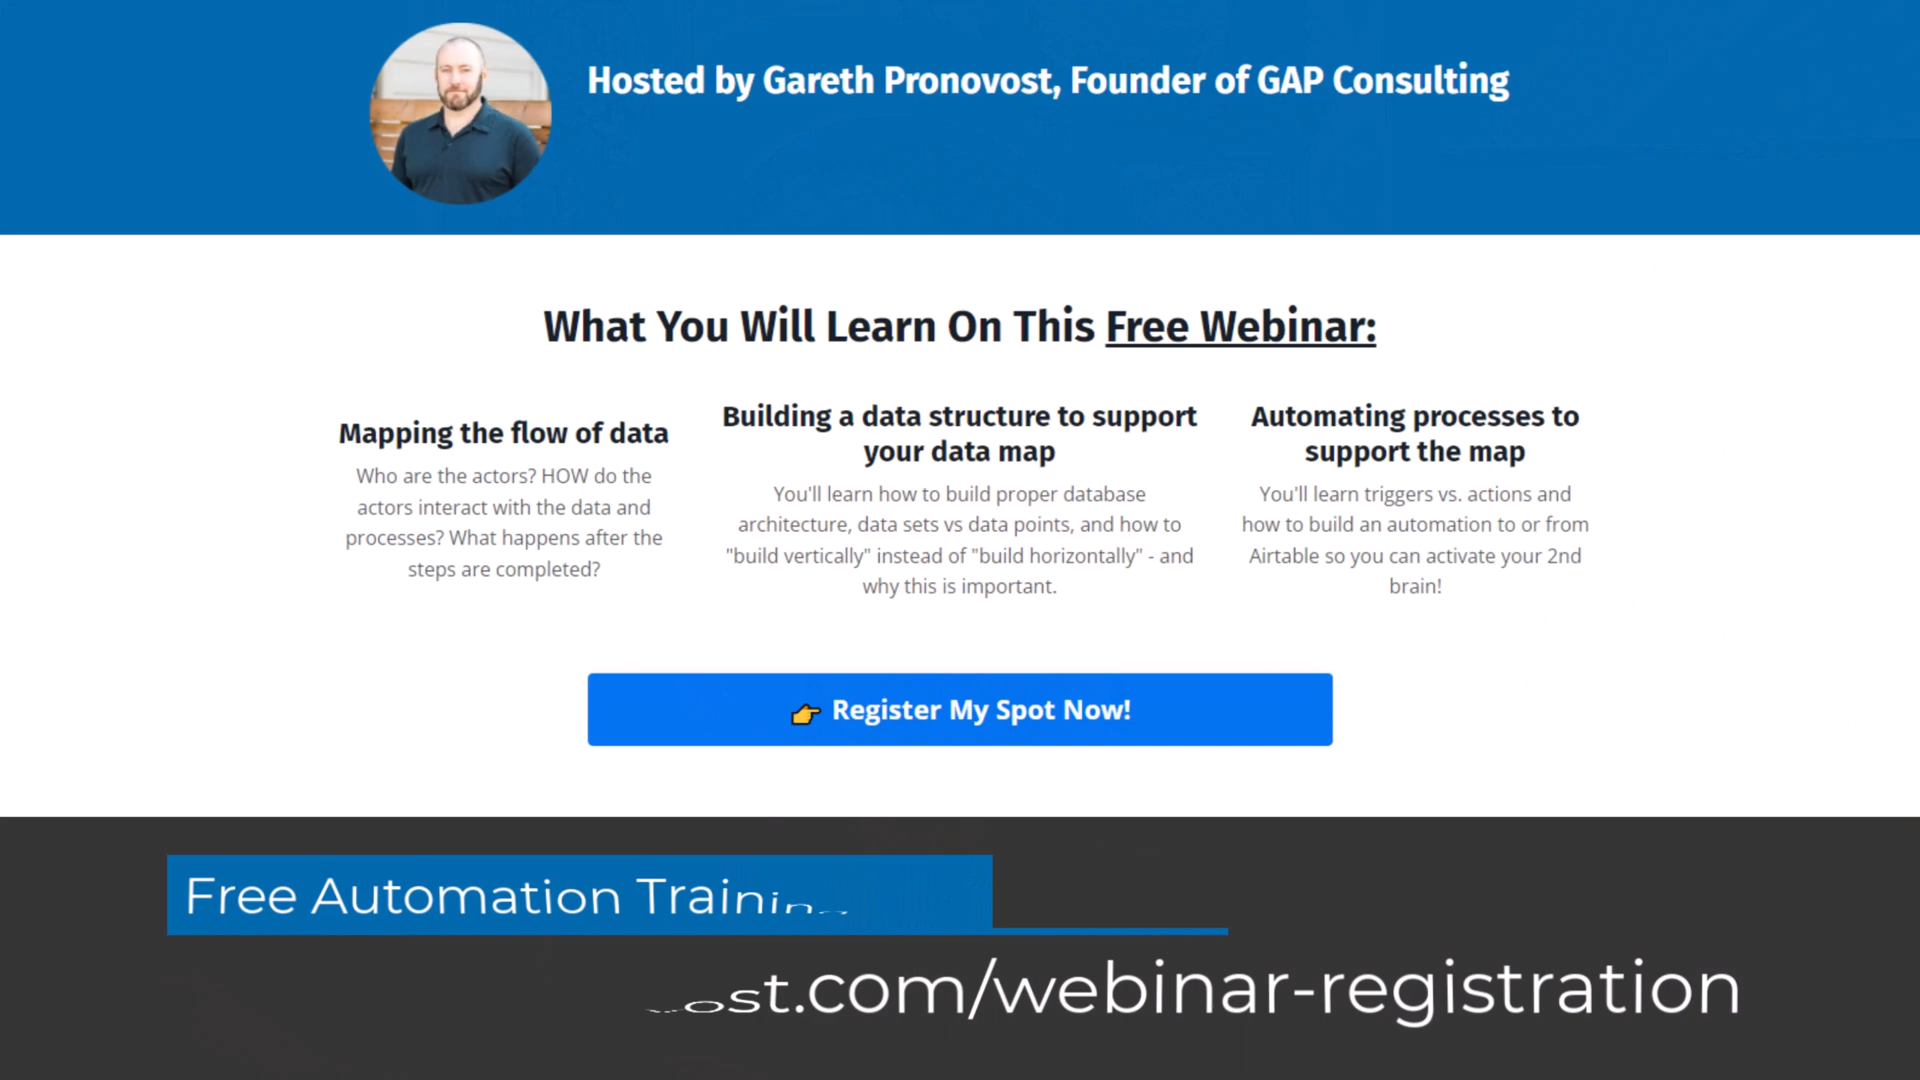 Hosted by Gareth Pronovost, Founder of GAP Consulting
What You Will Learn On This Free Webinar:
Mapping the flow of data
Who are the actors? HOW do the
actors interact with the data and
processes? What happens after the
steps are completed?
Building a data structure to support
your data map
You'll learn how to build proper database
architecture, data sets vs data points, and how to
"build vertically" instead of "build horizontally" - and
why this is important.
Automating processes to
support the map
You'll learn triggers vs. actions and
how to build an automation to or from
Airtable so you can activate your 2nd
brain!
👉 Register My Spot Now!
Free Automation Training
ost.com/webinar-registration